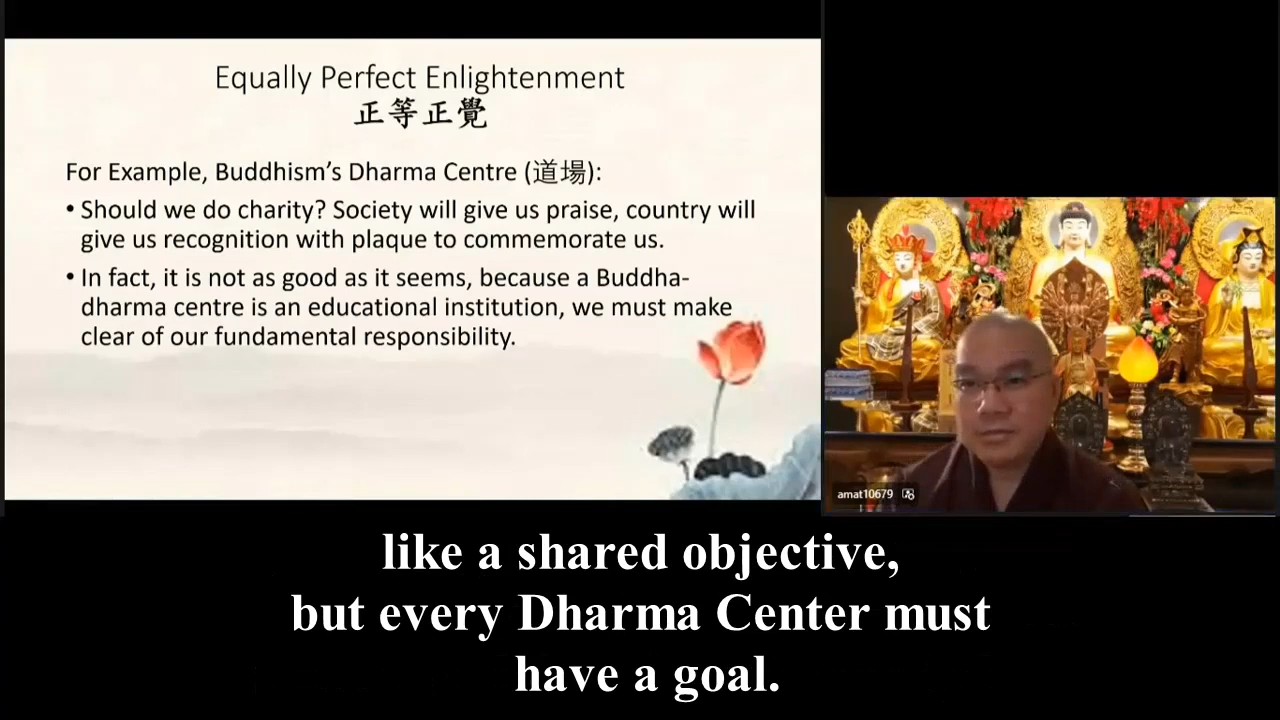 Equally Perfect Enlightenment
正等正覺
For Example, Buddhism's Dharma Centre (道場):
• Should we do charity? Society will give us praise, country will
give us recognition with plaque to commemorate us.
• In fact, it is not as good as it seems, because a Buddha-
dharma centre is an educational institution, we must make
clear of our fundamental responsibility.
amat10679
like a shared objective,
but every Dharma Center must
have a goal.